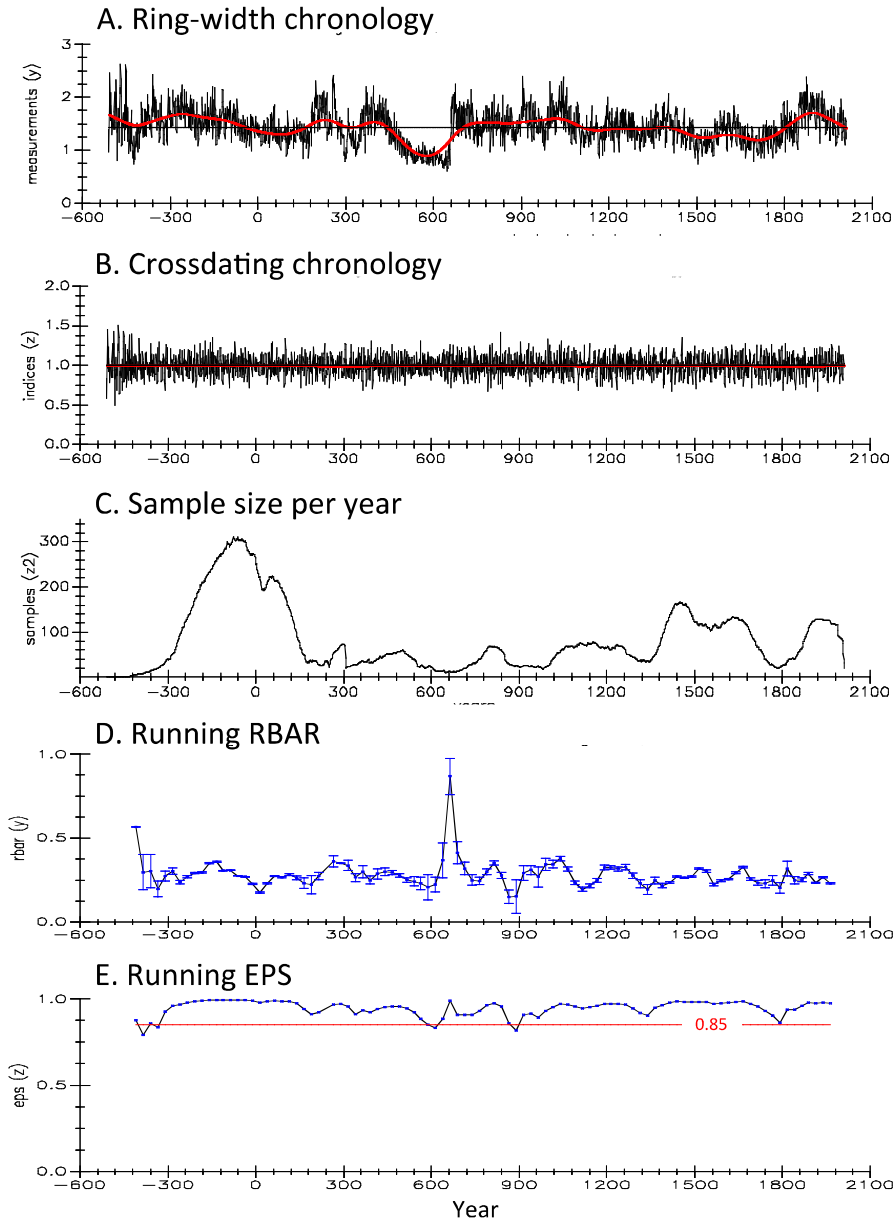 A. Ring-width chronology
measurements (y)
3
2
1
0
−600 −300 0 300 600 900 1200 1500 1800 2100
B. Crossdating chronology
indices (z)
2.0
1.5
1.0
0.5
0.0
−600 −300 0 300 600 900 1200 1500 1800 2100
C. Sample size per year
samples (z2)
300
200
100
−600 −300 0 300 600 900 1200 1500 1800 2100
D. Running RBAR
rbar (y)
1.0
0.5
0.0
−600 −300 0 300 600 900 1200 1500 1800 2100
E. Running EPS
eps (z)
1.0
0.85
0.5
0.0
−600 −300 0 300 600 900 1200 1500 1800 2100
Year